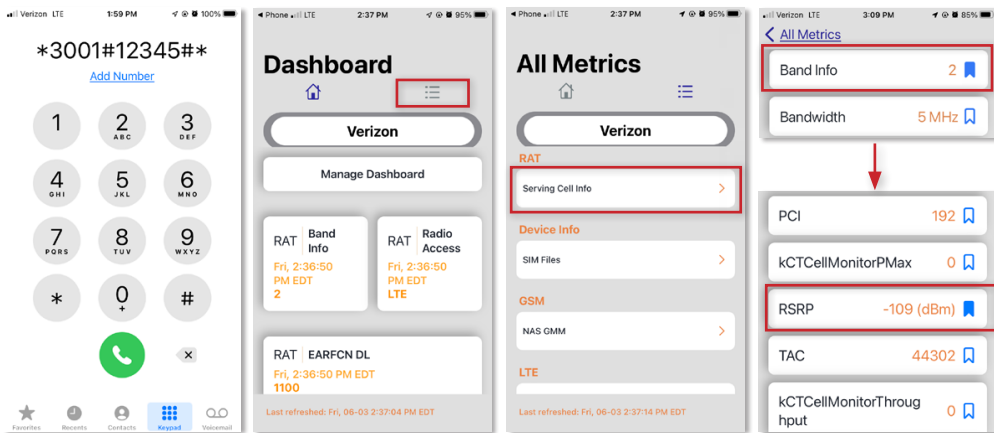 Verizon LTE 1:59 PM 100%
*3001#12345#*
Add Number
1 2 3
ABC DEF
4 5 6
GHI JKL MNO
7 8 9
PQRS TUV WXYZ
* 0 #
+
Favorites Recents Contacts Keypad Voicemail
Phone LTE 2:37 PM 95%
Dashboard
Verizon
Manage Dashboard
RAT Band
Info
Fri, 2:36:50
PM EDT
2
RAT Radio
Access
Fri, 2:36:50
PM EDT
LTE
RAT EARFCN DL
Fri, 2:36:50 PM EDT
1100
Last refreshed: Fri, 06-03 2:37:04 PM EDT
Phone LTE 2:37 PM 95%
All Metrics
Verizon
RAT
Serving Cell Info
Device Info
SIM Files
GSM
NAS GMM
LTE
Last refreshed: Fri, 06-03 2:37:14 PM EDT
Verizon LTE 3:09 PM 85%
All Metrics
Band Info 2
Bandwidth 5 MHz
PCI 192
kCTCellMonitorPMax 0
RSRP -109 (dBm)
TAC 44302
kCTCellMonitorThroug
hput 0